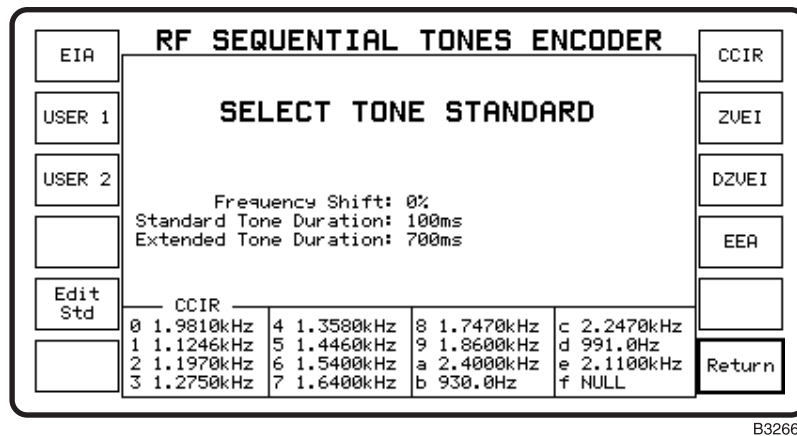 RF SEQUENTIAL TONES ENCODER
EIA
USER 1
USER 2
Edit
Std
SELECT TONE STANDARD
Frequency Shift: 0%
Standard Tone Duration: 100ms
Extended Tone Duration: 700ms
CCIR
0 1.9810kHz 4 1.3580kHz 8 1.7470kHz c 2.2470kHz
1 1.1246kHz 5 1.4460kHz 9 1.8600kHz d 991.0Hz
2 1.1970kHz 6 1.5400kHz a 2.4000kHz e 2.1100kHz
3 1.2750kHz 7 1.6400kHz b 930.0Hz f NULL
CCIR
ZVEI
DZVEI
EEA
Return
B3266